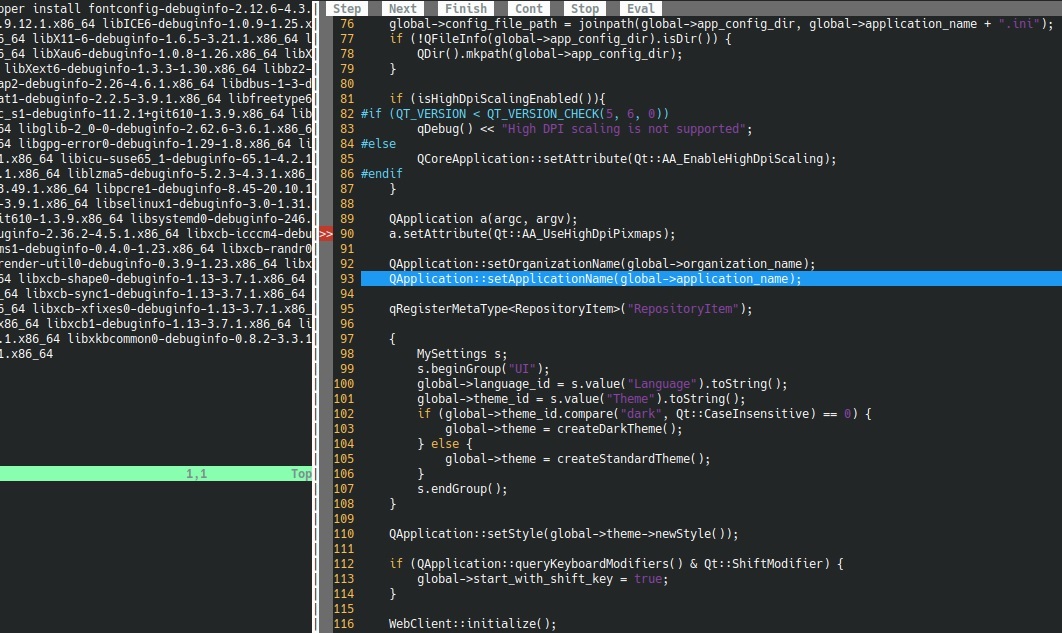 pper install fontconfig-debuginfo-2.12.6-4.3.
.9.12.1.x86_64 libICE6-debuginfo-1.0.9-1.25.x
5_64 libX11-6-debuginfo-1.6.5-3.21.1.x86_64 l
_64 libXau6-debuginfo-1.0.8-1.26.x86_64 libX
libXext6-debuginfo-1.3.3-1.30.x86_64 libbz2-
ap2-debuginfo-2.26-4.6.1.x86_64 libdbus-1-3-d
at1-debuginfo-2.2.5-3.9.1.x86_64 libfreetype6
c_s1-debuginfo-11.2.1+git610-1.3.9.x86_64 lib
64 libglib-2_0-0-debuginfo-2.62.6-3.6.1.x86_6
_64 libgpg-error0-debuginfo-1.29-1.8.x86_64 li
1.x86_64 libicu-suse65_1-debuginfo-65.1-4.2.1
.1.x86_64 liblzma5-debuginfo-5.2.3-4.3.1.x86_
3.49.1.x86_64 libpcre1-debuginfo-8.45-20.10.1
-3.9.1.x86_64 libselinux1-debuginfo-3.0-1.31.
it610-1.3.9.x86_64 libsystemd0-debuginfo-246.
uginfo-2.36.2-4.5.1.x86_64 libxcb-icccm4-debu
ms1-debuginfo-0.4.0-1.23.x86_64 libxcb-randr0
render-util0-debuginfo-0.3.9-1.23.x86_64 libx
64 libxcb-shape0-debuginfo-1.13-3.7.1.x86_64
_64 libxcb-sync1-debuginfo-1.13-3.7.1.x86_64
6_64 libxcb-xfixes0-debuginfo-1.13-3.7.1.x86_
x86_64 libxcb1-debuginfo-1.13-3.7.1.x86_64 li
.1.x86_64 libxkbcommon0-debuginfo-0.8.2-3.3.1
1.x86_64
1,1 Top
Step Next Finish Cont Stop Eval
76 global->config_file_path = joinpath(global->app_config_dir, global->application_name + ".ini");
77 if (!QFileInfo(global->app_config_dir).isDir()) {
78 QDir().mkpath(global->app_config_dir);
79 }
80
81 if (isHighDpiScalingEnabled()){
82 #if (QT_VERSION < QT_VERSION_CHECK(5, 6, 0))
83 qDebug() << "High DPI scaling is not supported";
84 #else
85 QCoreApplication::setAttribute(Qt::AA_EnableHighDpiScaling);
86 #endif
87 }
88
89 QApplication a(argc, argv);
>> 90 a.setAttribute(Qt::AA_UseHighDpiPixmaps);
91
92 QApplication::setOrganizationName(global->organization_name);
93 QApplication::setApplicationName(global->application_name);
94
95 qRegisterMetaType<RepositoryItem>("RepositoryItem");
96
97 {
98 MySettings s;
99 s.beginGroup("UI");
100 global->language_id = s.value("Language").toString();
101 global->theme_id = s.value("Theme").toString();
102 if (global->theme_id.compare("dark", Qt::CaseInsensitive) == 0) {
103 global->theme = createDarkTheme();
104 } else {
105 global->theme = createStandardTheme();
106 }
107 s.endGroup();
108 }
109
110 QApplication::setStyle(global->theme->newStyle());
111
112 if (QApplication::queryKeyboardModifiers() & Qt::ShiftModifier) {
113 global->start_with_shift_key = true;
114 }
115
116 WebClient::initialize();